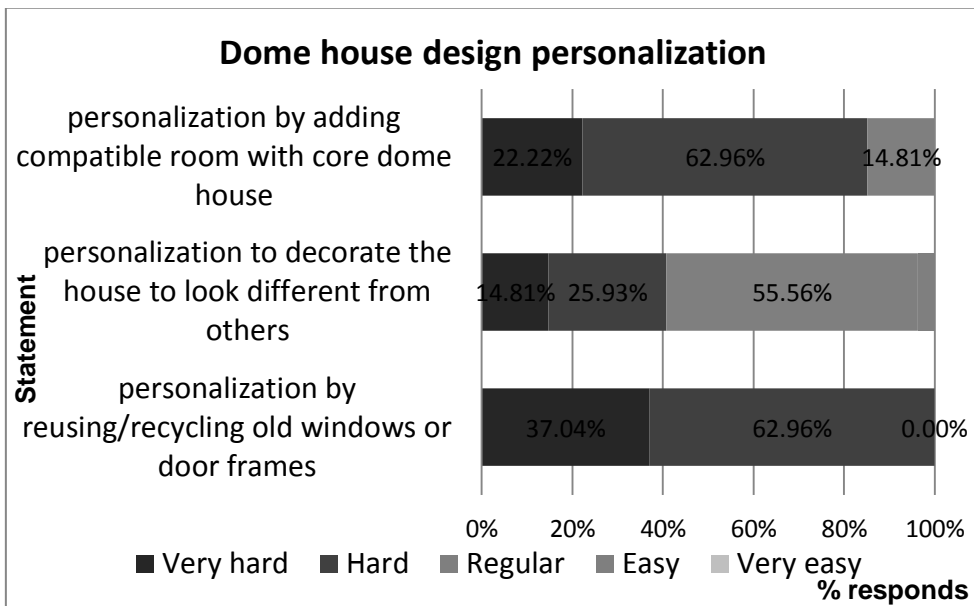 Dome house design personalization
personalization by adding
compatible room with core dome
house
22.22% 62.96% 14.81%
personalization to decorate the
house to look different from
others
14.81% 25.93% 55.56%
personalization by
reusing/recycling old windows or
door frames
37.04% 62.96% 0.00%
Statement
0% 20% 40% 60% 80% 100%
Very hard Hard Regular Easy Very easy
% responds